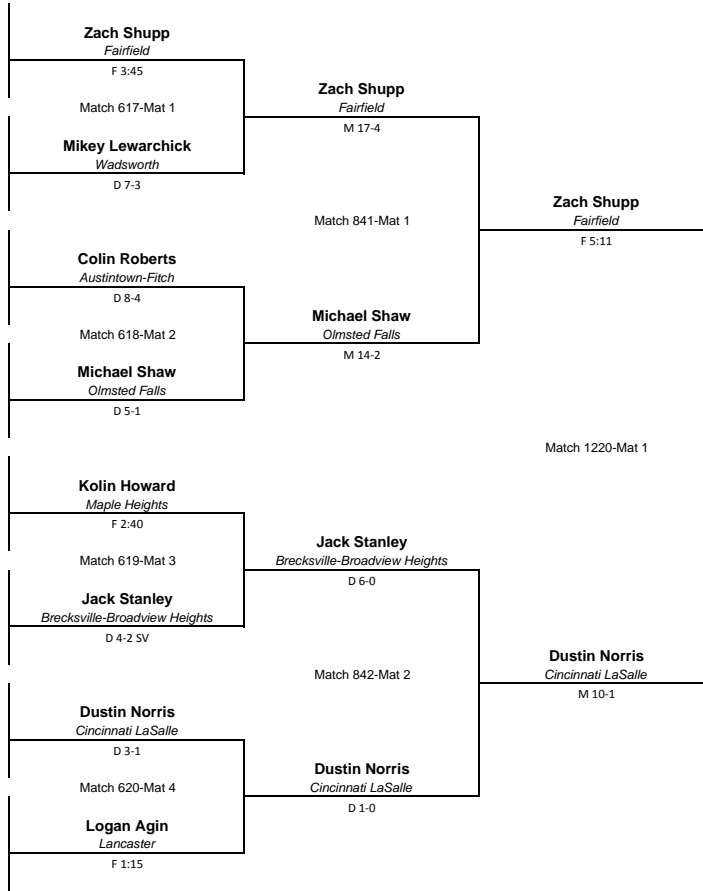 Zach Shupp
Fairfield
F 3:45
Match 617-Mat 1
Mikey Lewarchick
Wadsworth
D 7-3
Colin Roberts
Austintown-Fitch
D 8-4
Match 618-Mat 2
Michael Shaw
Olmsted Falls
D 5-1
Kolin Howard
Maple Heights
F 2:40
Match 619-Mat 3
Jack Stanley
Brecksville-Broadview Heights
D 4-2 SV
Dustin Norris
Cincinnati LaSalle
D 3-1
Match 620-Mat 4
Logan Agin
Lancaster
F 1:15
Zach Shupp
Fairfield
M 17-4
Match 841-Mat 1
Michael Shaw
Olmsted Falls
M 14-2
Jack Stanley
Brecksville-Broadview Heights
D 6-0
Match 842-Mat 2
Dustin Norris
Cincinnati LaSalle
D 1-0
Zach Shupp
Fairfield
F 5:11
Match 1220-Mat 1
Dustin Norris
Cincinnati LaSalle
M 10-1